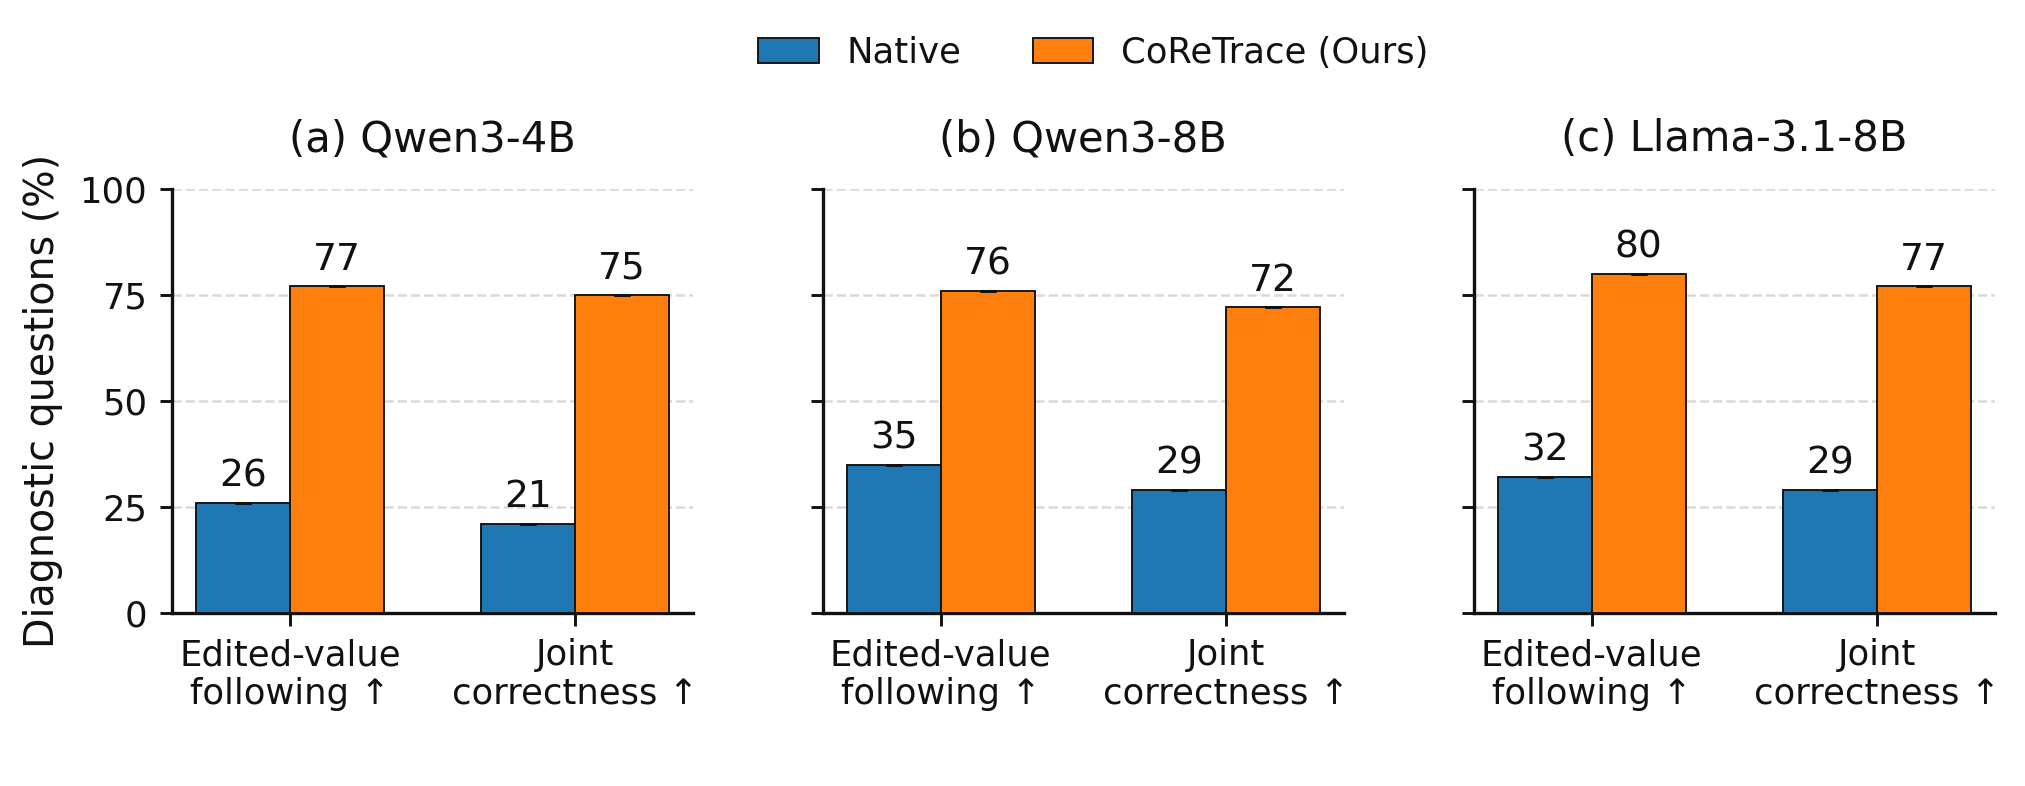 Native CoReTrace (Ours)
(a) Qwen3-4B
(b) Qwen3-8B
(c) Llama-3.1-8B
Diagnostic questions (%)
100
75
50
25
0
26
77
21
75
35
76
29
72
32
80
29
77
Edited-value
following ↑
Joint
correctness ↑
Edited-value
following ↑
Joint
correctness ↑
Edited-value
following ↑
Joint
correctness ↑